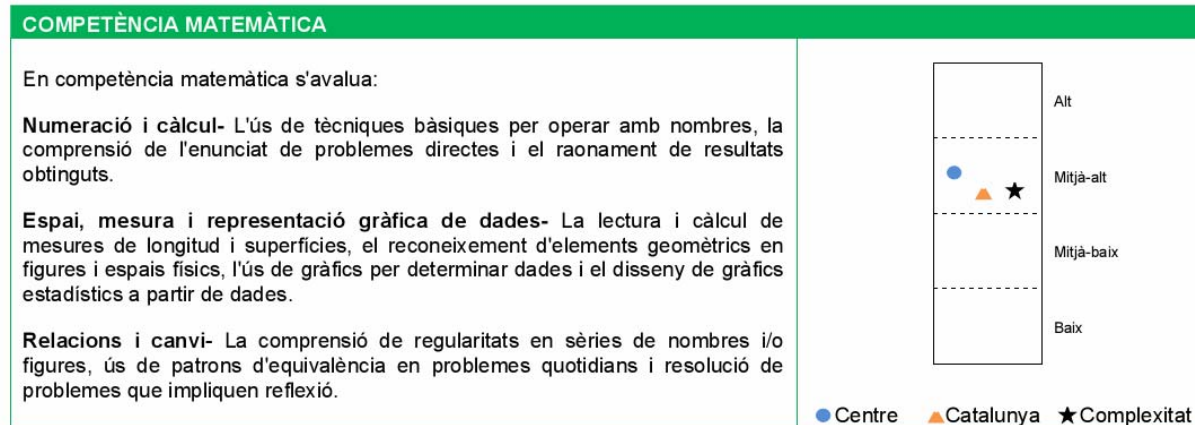 COMPETÈNCIA MATEMÀTICA
En competència matemàtica s'avalua:
Numeració i càlcul- L'ús de tècniques bàsiques per operar amb nombres, la
comprensió de l'enunciat de problemes directes i el raonament de resultats
obtinguts.
Espai, mesura i representació gràfica de dades- La lectura i càlcul de
mesures de longitud i superfícies, el reconeixement d'elements geomètrics en
figures i espais físics, l'ús de gràfics per determinar dades i el disseny de gràfics
estadístics a partir de dades.
Relacions i canvi- La comprensió de regularitats en sèries de nombres i/o
figures, ús de patrons d'equivalència en problemes quotidians i resolució de
problemes que impliquen reflexió.
Alt
Mitjà-alt
Mitjà-baix
Baix
Centre Catalunya Complexitat